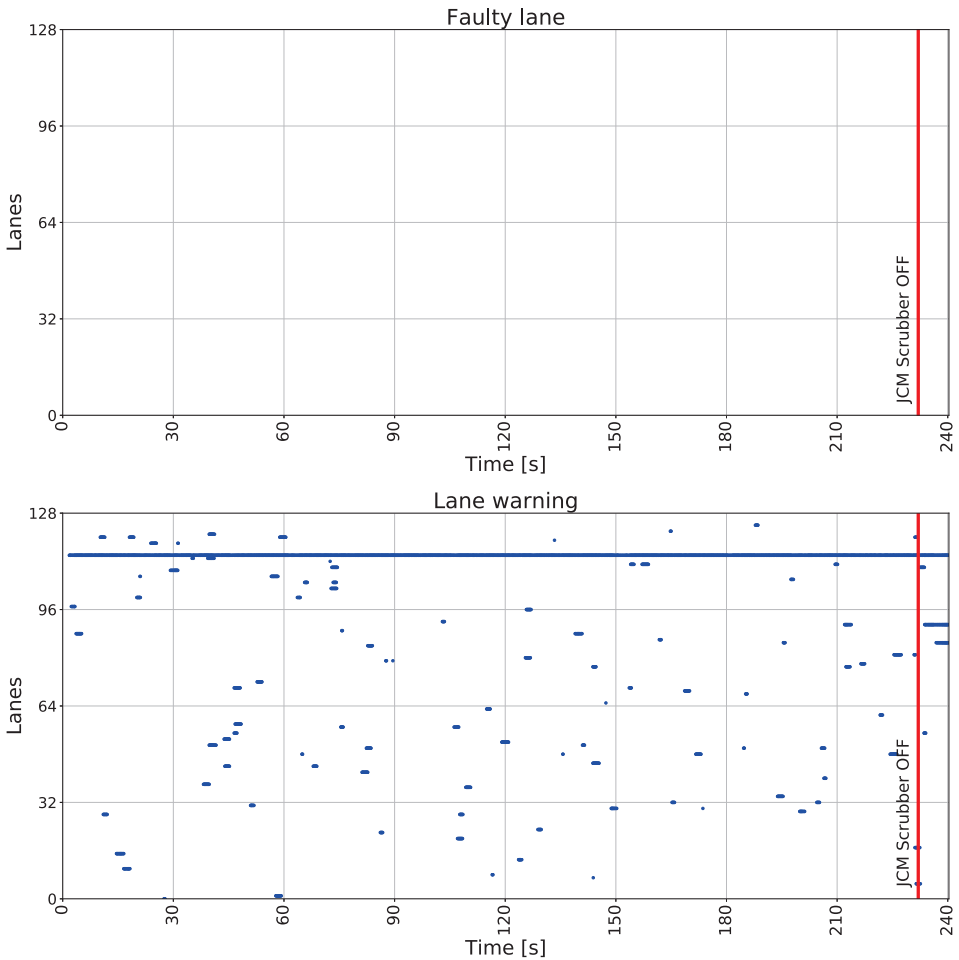 Faulty lane
128
96
64
32
0
Lanes
JCM Scrubber OFF
0 30 60 90 120 150 180 210 240
Time [s]
Lane warning
128
96
64
32
0
Lanes
JCM Scrubber OFF
0 30 60 90 120 150 180 210 240
Time [s]